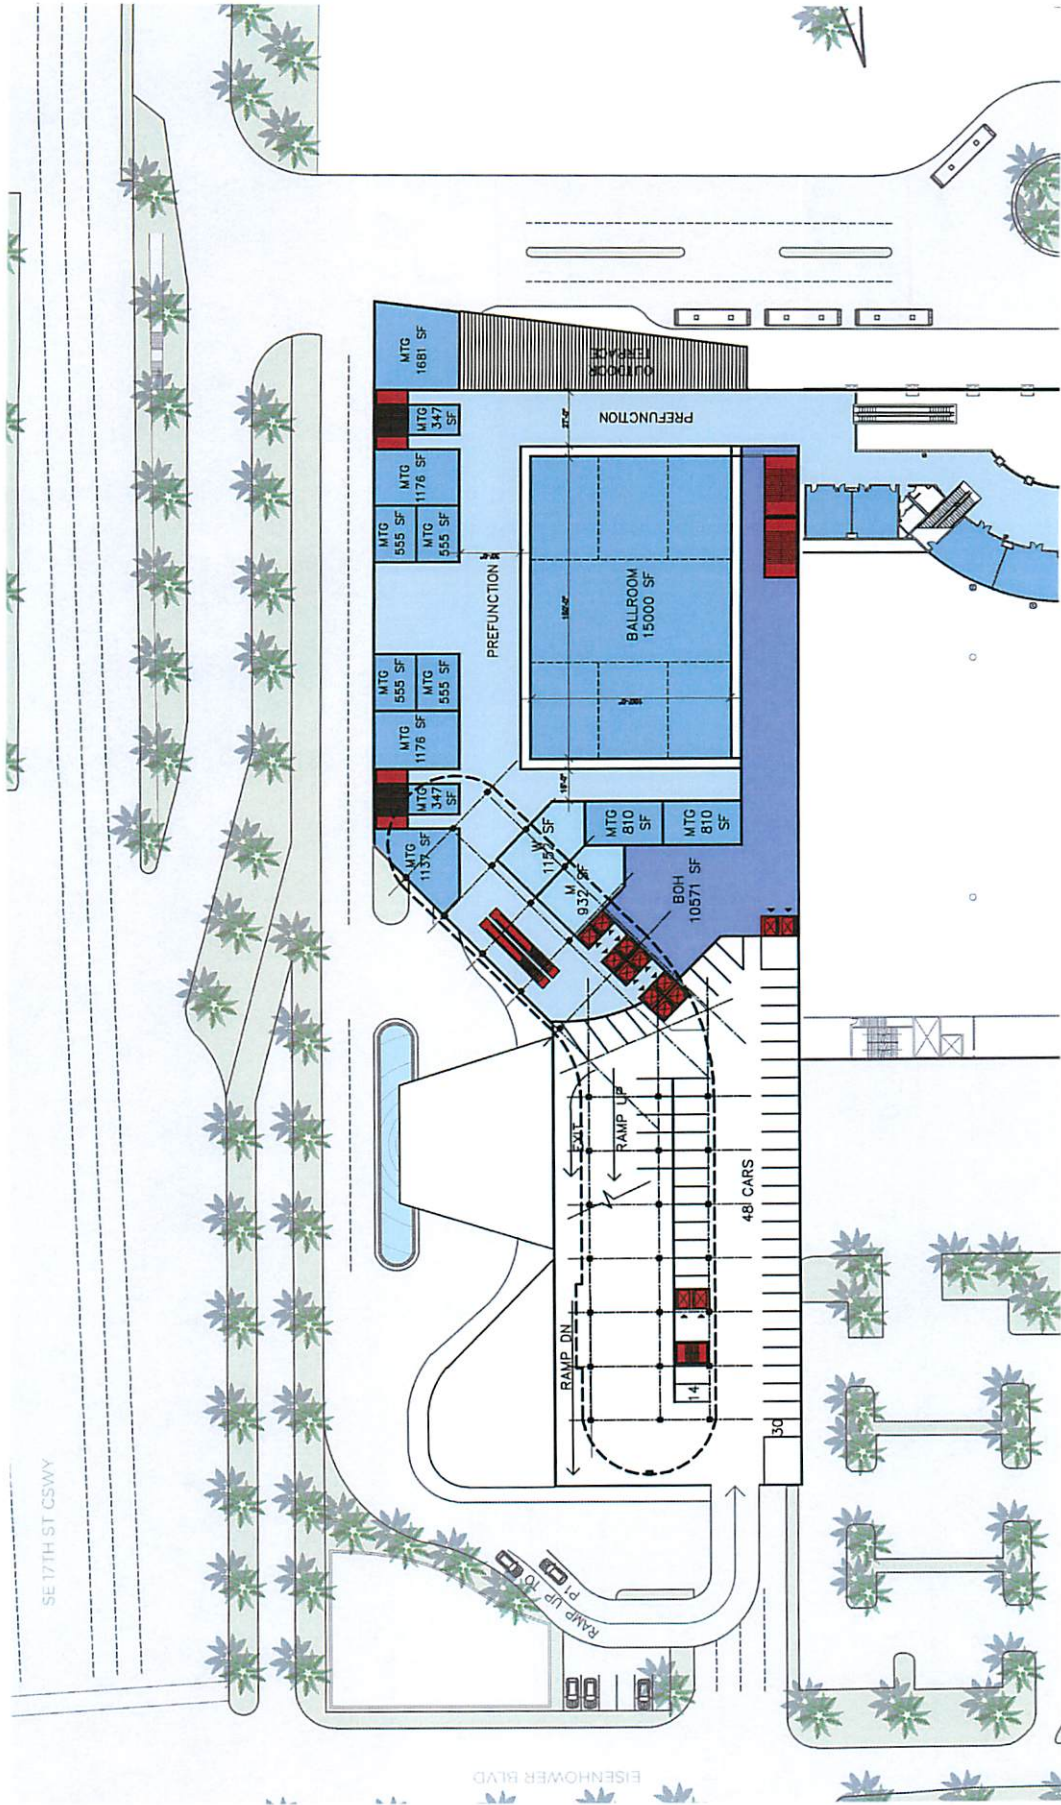 SE 17TH ST CSWY
MTG
1681 SF
OUTDOOR
TERRACE
MTG
347
SF
PREFUNCTION
MTG
1176 SF
MTG
555 SF
MTG
555 SF
PREFUNCTION
BALLROOM
15000 SF
MTG
555 SF
MTG
555 SF
MTG
1176 SF
MTG
347
SF
MTG
1137 SF
W
1152 SF
MTG
810
SF
MTG
810
SF
M
932 SF
BOH
10571 SF
EXIT
RAMP UP
48 CARS
RAMP DN
14
30
RAMP UP TO
P1
EISENHOWER BLVD